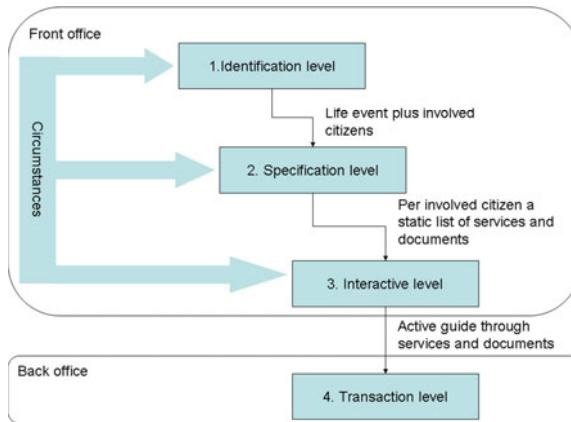 Front office
1.Identification level
Life event plus involved
citizens
Circumstances
2. Specification level
Per involved citizen a
static list of services and
documents
3. Interactive level
Active guide through
services and documents
Back office
4. Transaction level